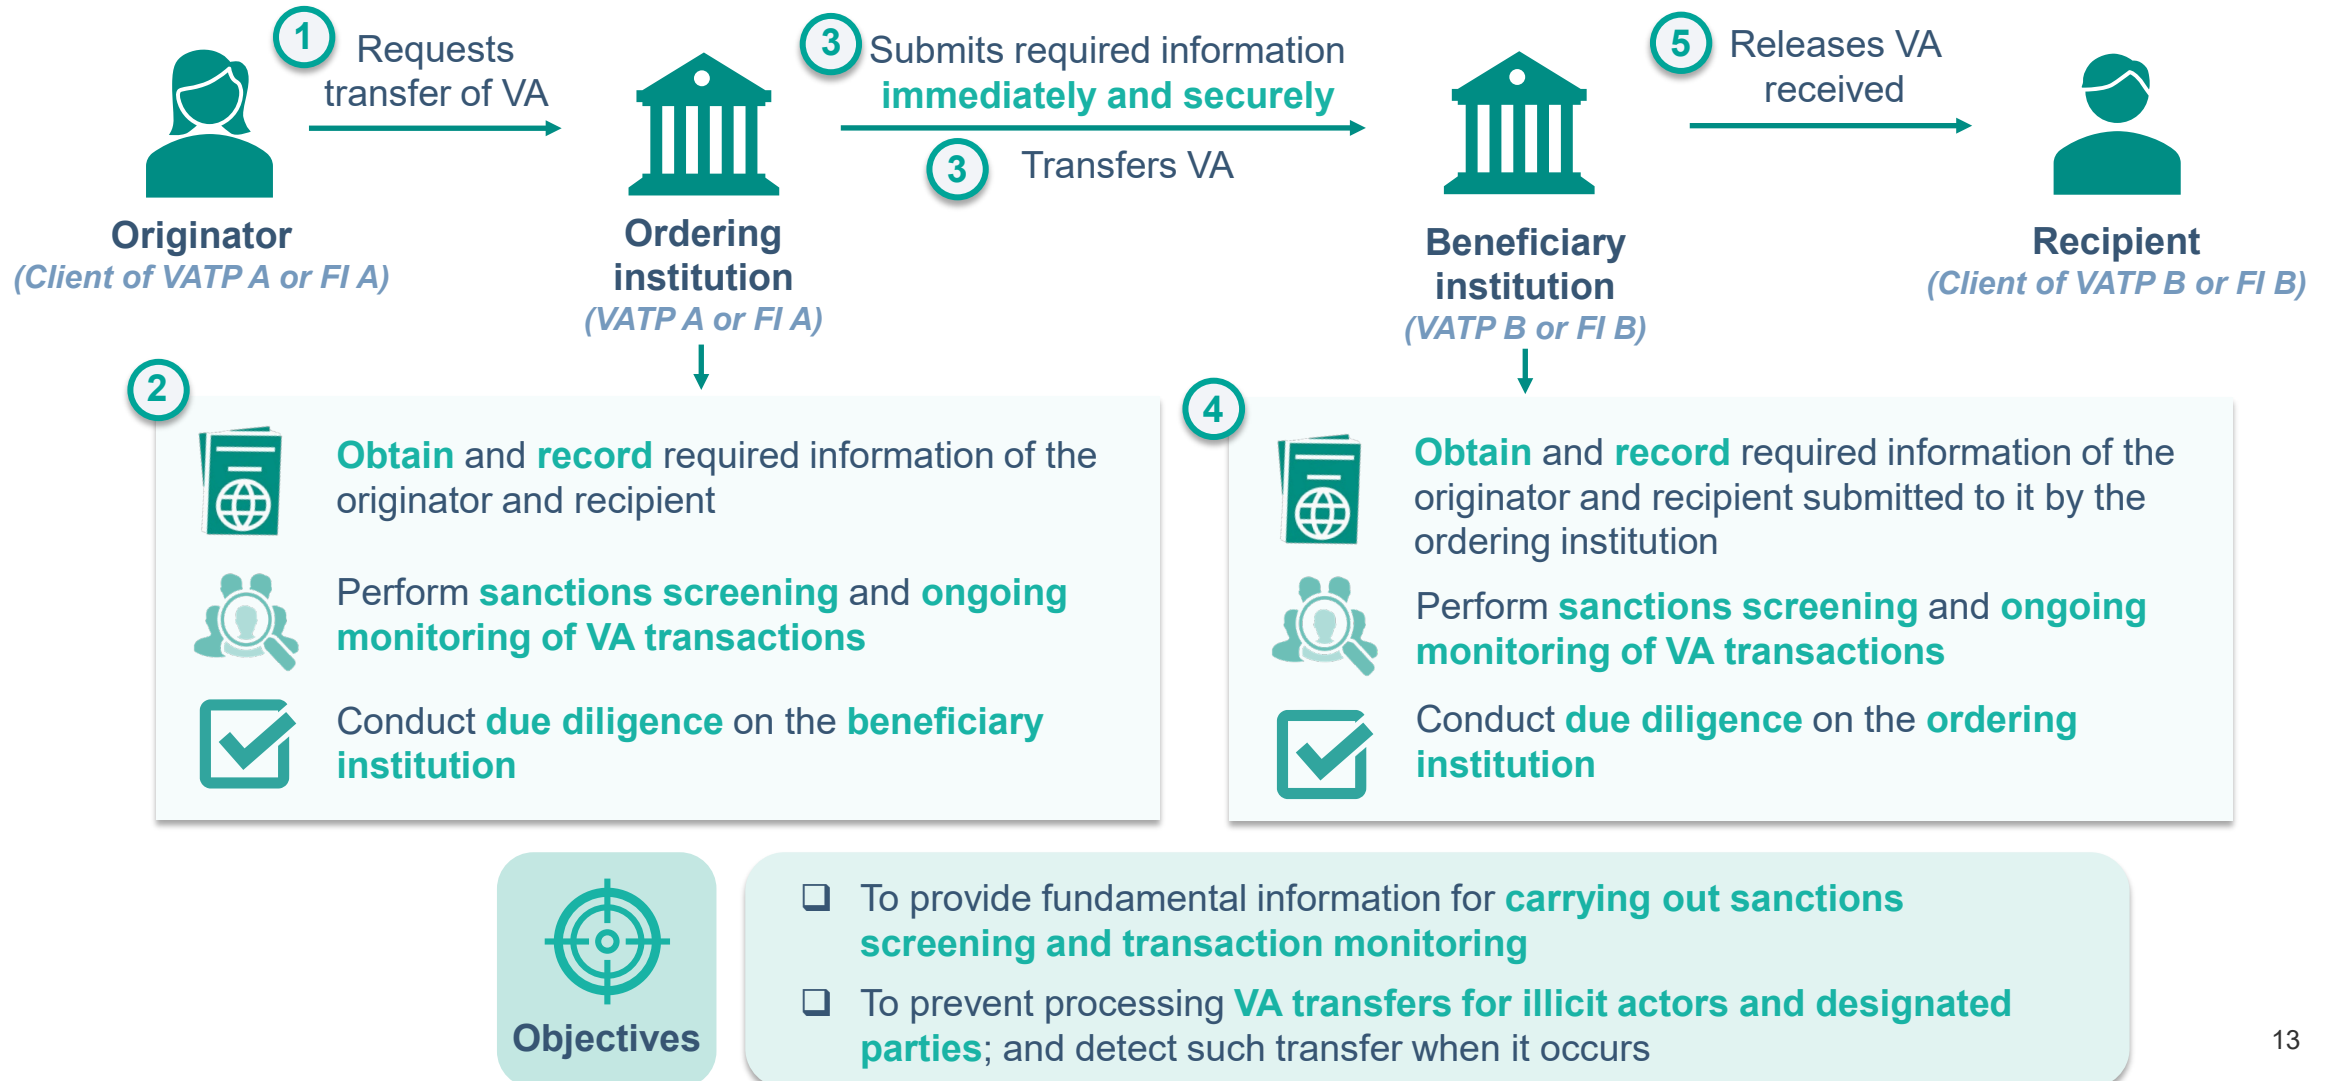 1
Requests
transfer of VA
3
Submits required information
immediately and securely
3
Transfers VA
5
Releases VA
received
Originator
(Client of VATP A or FI A)
Ordering
institution
(VATP A or FI A)
Beneficiary
institution
(VATP B or FI B)
Recipient
(Client of VATP B or FI B)
2
Obtain and record required information of the
originator and recipient
Perform sanctions screening and ongoing
monitoring of VA transactions
Conduct due diligence on the beneficiary
institution
4
Obtain and record required information of the
originator and recipient submitted to it by the
ordering institution
Perform sanctions screening and ongoing
monitoring of VA transactions
Conduct due diligence on the ordering
institution
Objectives
❑ To provide fundamental information for carrying out sanctions
screening and transaction monitoring
❑ To prevent processing VA transfers for illicit actors and designated
parties; and detect such transfer when it occurs
13